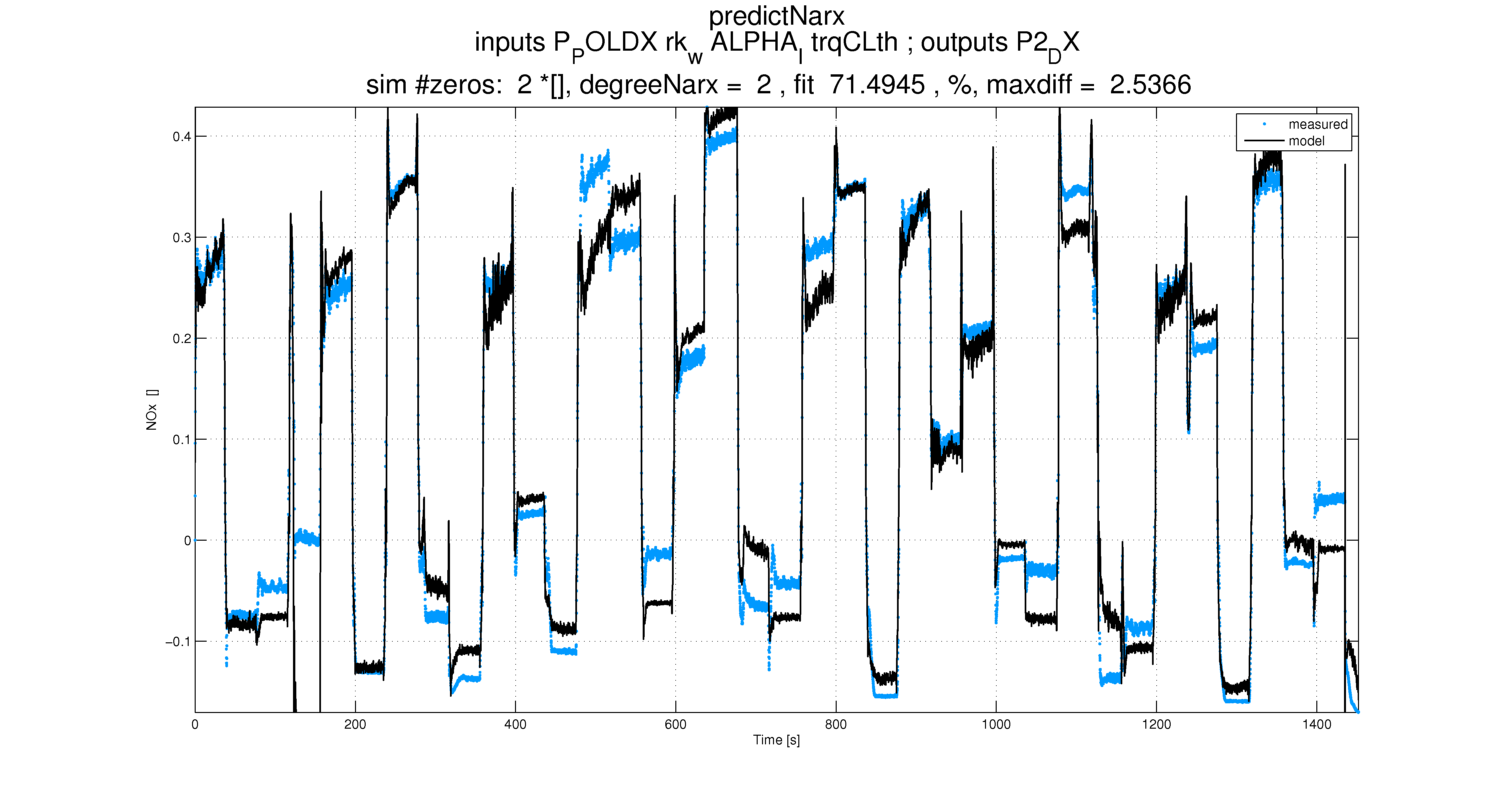 predictNarx
inputs P_POLDX rk_w ALPHA_I trqCLth ; outputs P2_DX
sim #zeros: 2 *[], degreeNarx = 2 , fit 71.4945 , %, maxdiff = 2.5366
measured
model
0.4
0.3
0.2
0.1
0
−0.1
NOx []
0 200 400 600 800 1000 1200 1400
Time [s]